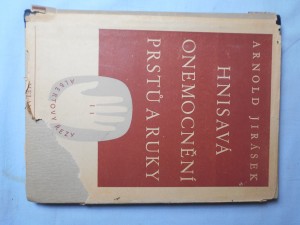 ARNOLD JIRÁSEK
HNISAVÁ
ONEMOCNĚNÍ
PRSTŮ A RUKY